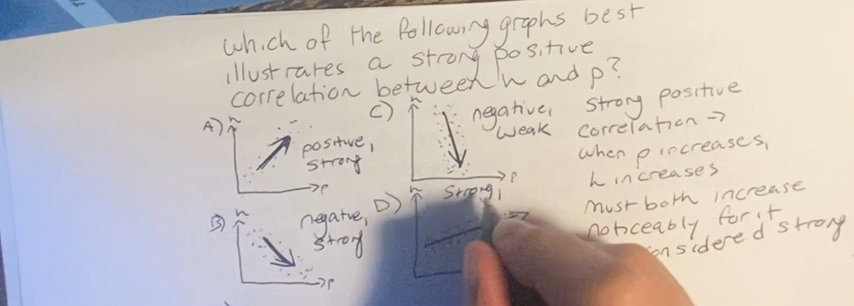 Which of the following graphs best
illustrates a strong positive
correlation between h and p?
A) h
positive,
strong
p
B) h
negative,
strong
p
C) h
negative,
weak
p
D) h
Strong,
Strong positive
correlation →
when p increases,
h increases
must both increase
noticeably for it
considered strong